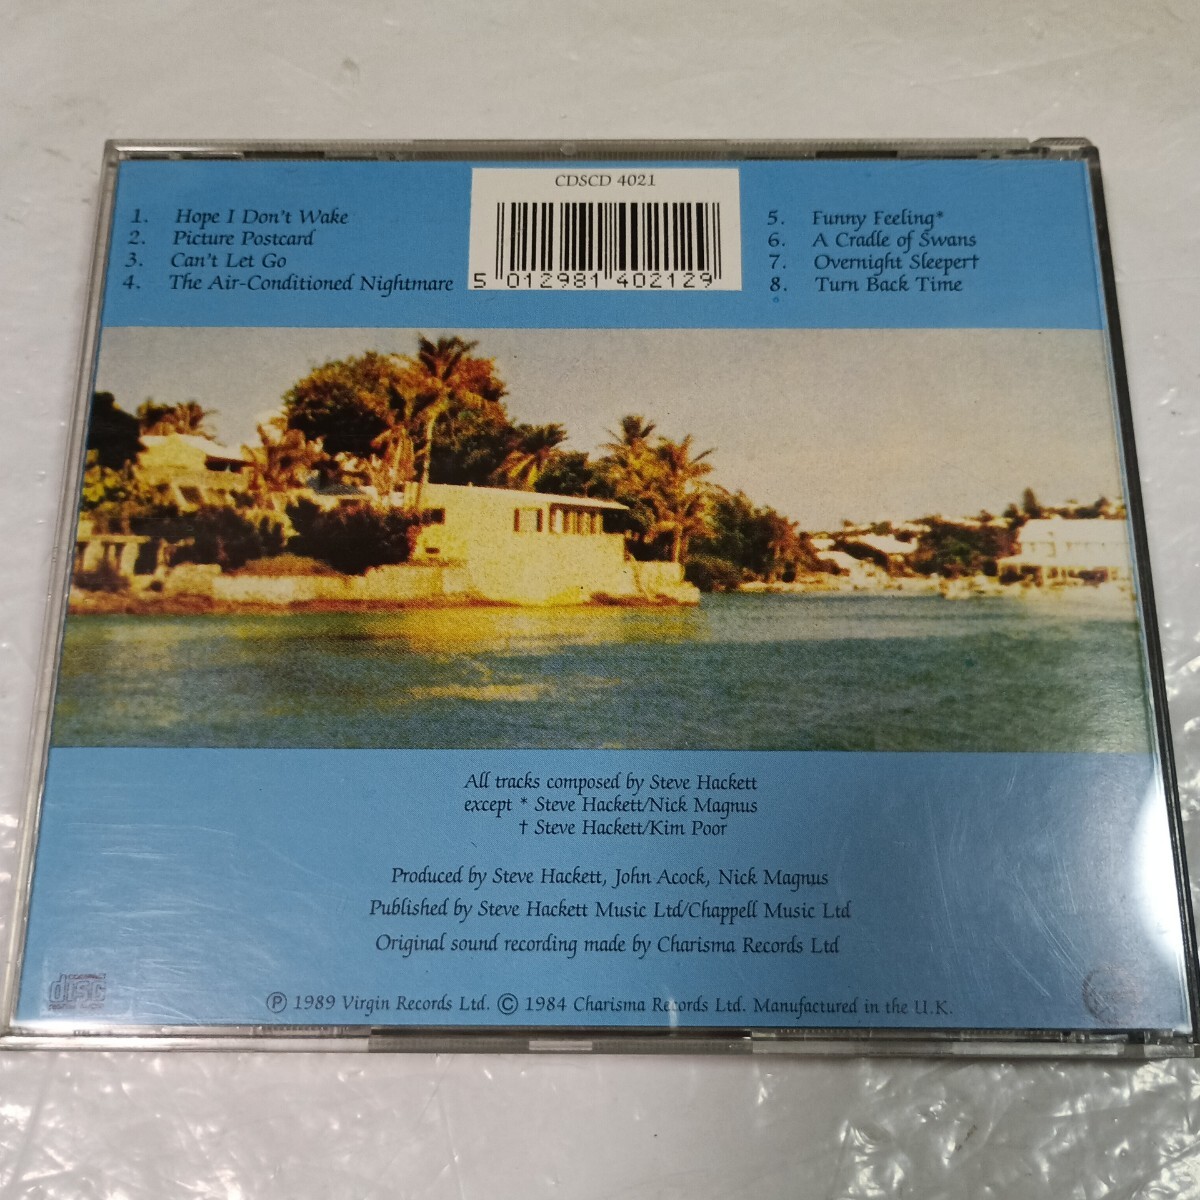 CDSCD 4021
5 012981 402129
1. Hope I Don't Wake
2. Picture Postcard
3. Can't Let Go
4. The Air-Conditioned Nightmare
5. Funny Feeling*
6. A Cradle of Swans
7. Overnight Sleeper†
8. Turn Back Time
All tracks composed by Steve Hackett
except * Steve Hackett/Nick Magnus
† Steve Hackett/Kim Poor
Produced by Steve Hackett, John Acock, Nick Magnus
Published by Steve Hackett Music Ltd/Chappell Music Ltd
Original sound recording made by Charisma Records Ltd
disc
℗ 1989 Virgin Records Ltd. © 1984 Charisma Records Ltd. Manufactured in the U.K.